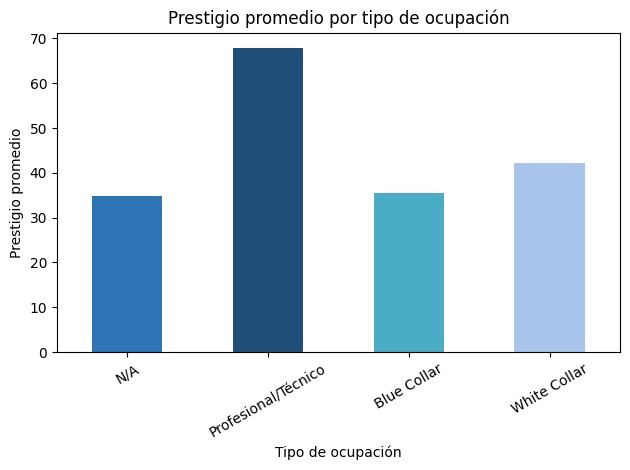 Prestigio promedio por tipo de ocupación
Prestigio promedio
70
60
50
40
30
20
10
0
N/A
Profesional/Técnico
Blue Collar
White Collar
Tipo de ocupación